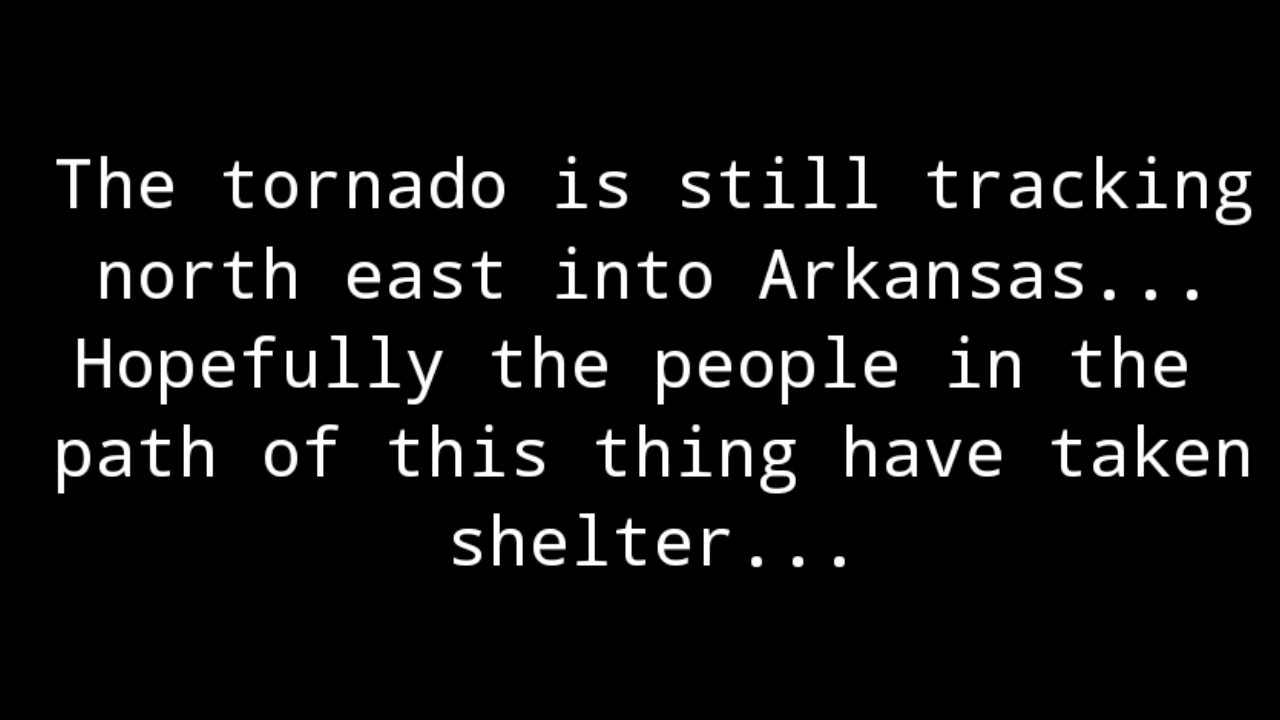 The tornado is still tracking
north east into Arkansas...
Hopefully the people in the
path of this thing have taken
shelter...